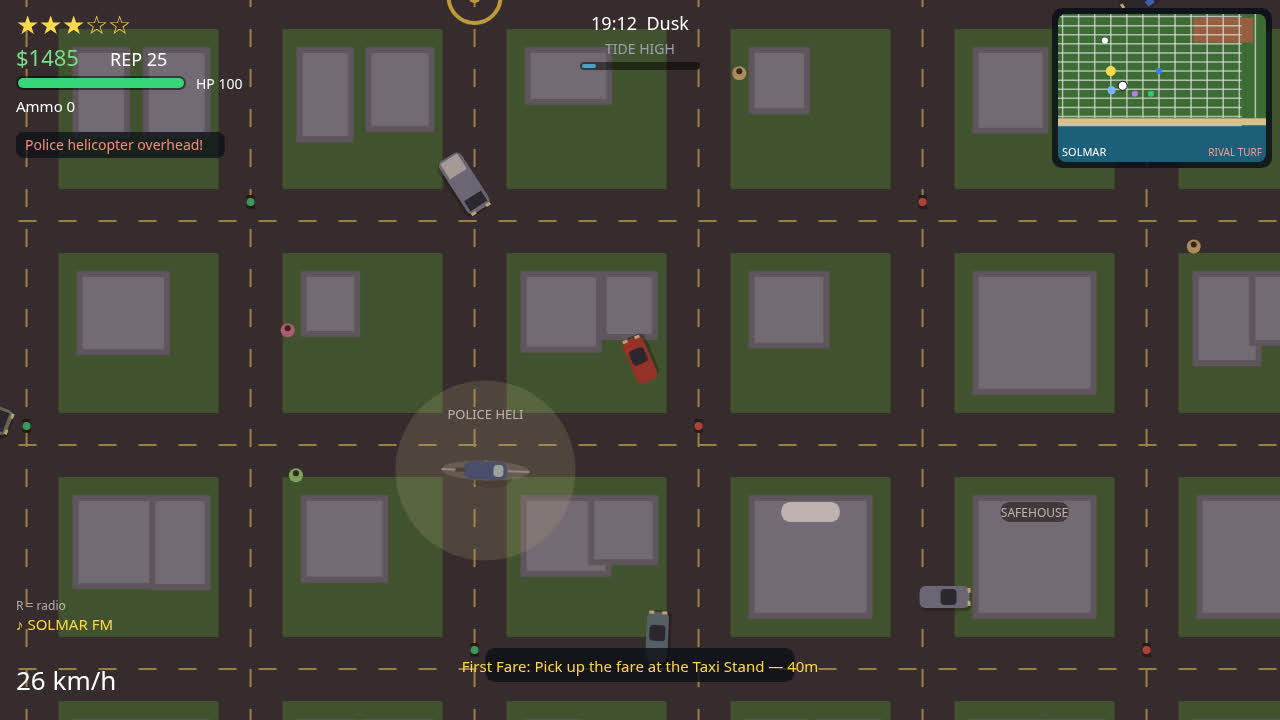 ★★★☆☆
$1485 REP 25
HP 100
Ammo 0
Police helicopter overhead!
19:12 Dusk
TIDE HIGH
SOLMAR RIVAL TURF
POLICE HELI
SAFEHOUSE
R = radio
♪ SOLMAR FM
First Fare: Pick up the fare at the Taxi Stand — 40m
26 km/h